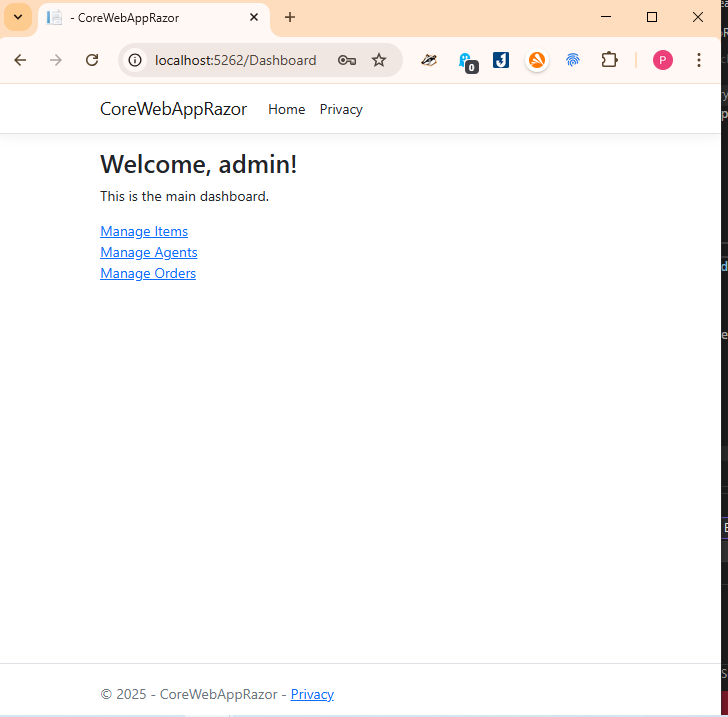 - CoreWebAppRazor
localhost:5262/Dashboard
0
P
CoreWebAppRazor Home Privacy
Welcome, admin!
This is the main dashboard.
Manage Items
Manage Agents
Manage Orders
© 2025 - CoreWebAppRazor - Privacy